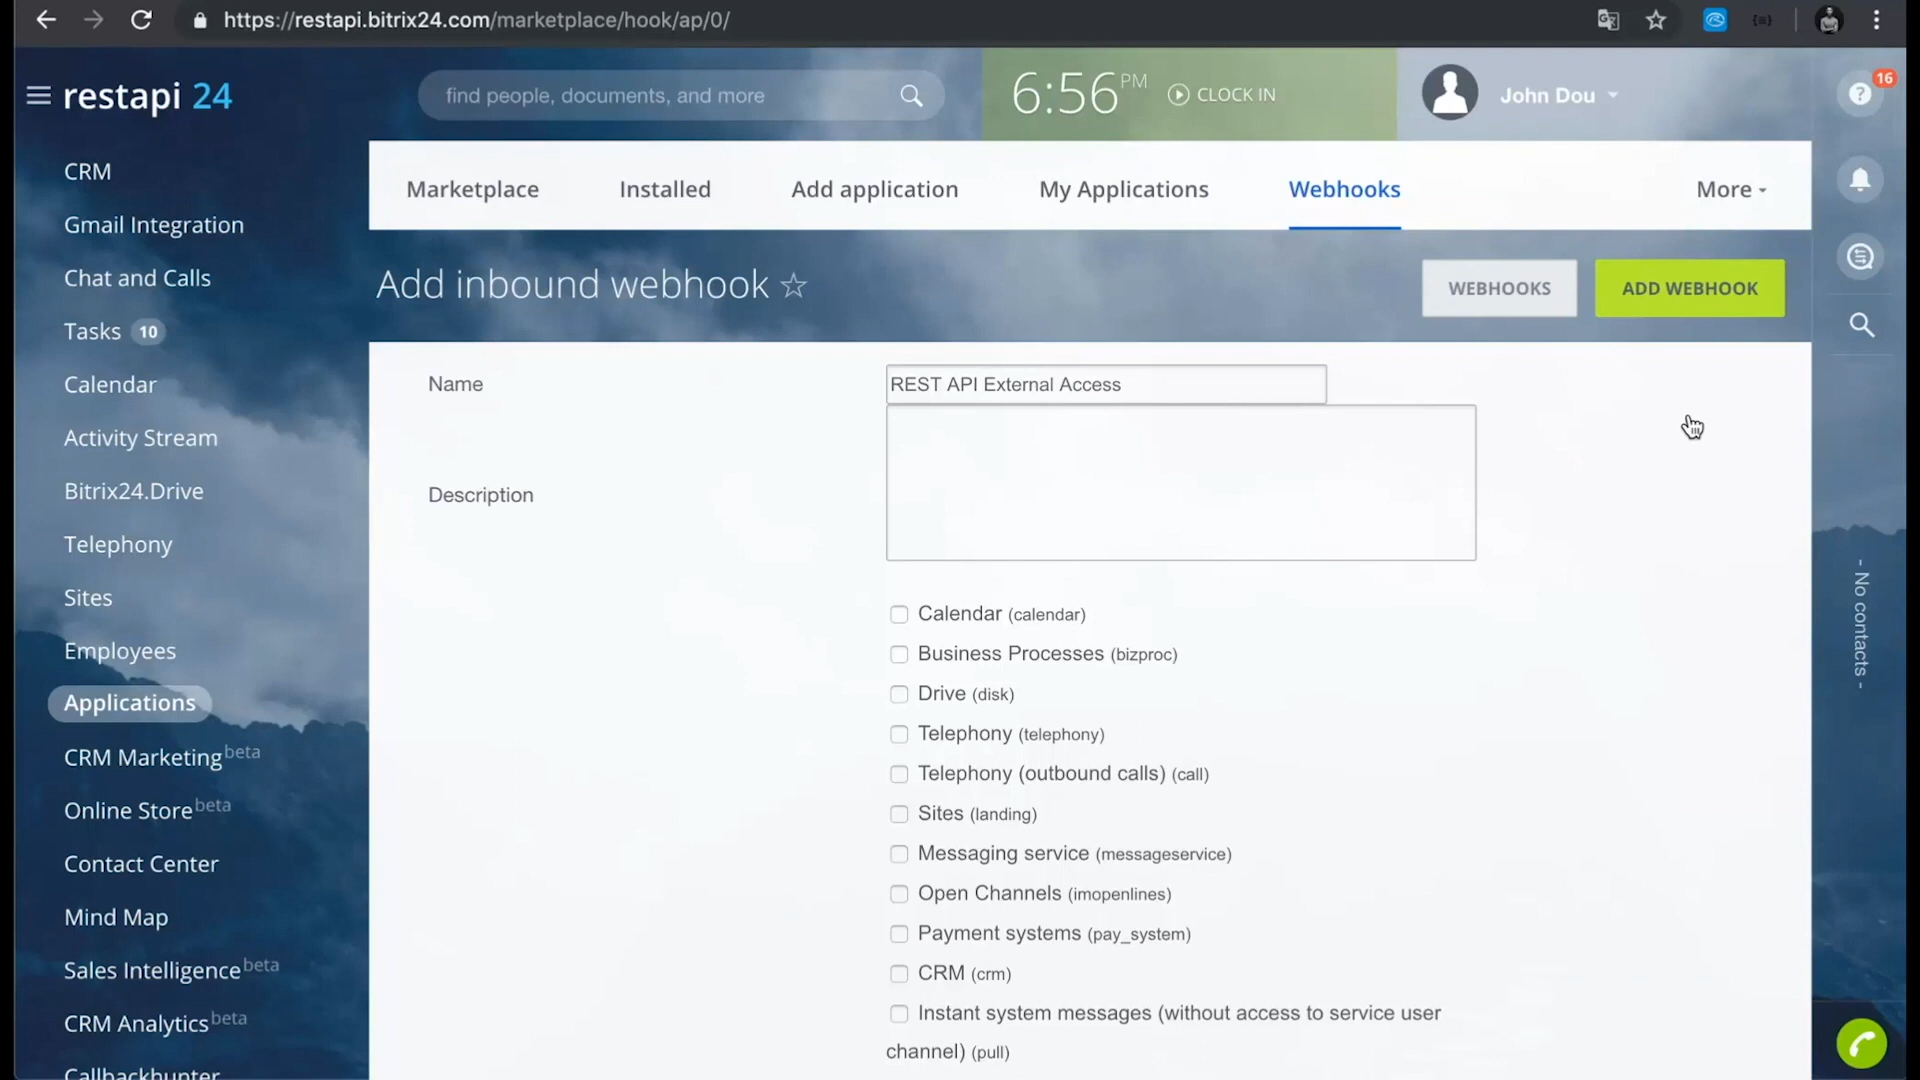 https://restapi.bitrix24.com/marketplace/hook/ap/0/
restapi 24
find people, documents, and more
6:56 PM
CLOCK IN
John Dou
16
CRM
Gmail Integration
Chat and Calls
Tasks 10
Calendar
Activity Stream
Bitrix24.Drive
Telephony
Sites
Employees
Applications
CRM Marketing beta
Online Store beta
Contact Center
Mind Map
Sales Intelligence beta
CRM Analytics beta
Callbackhunter
Marketplace
Installed
Add application
My Applications
Webhooks
More
Add inbound webhook
WEBHOOKS
ADD WEBHOOK
Name
REST API External Access
Description
Calendar (calendar)
Business Processes (bizproc)
Drive (disk)
Telephony (telephony)
Telephony (outbound calls) (call)
Sites (landing)
Messaging service (messageservice)
Open Channels (imopenlines)
Payment systems (pay_system)
CRM (crm)
Instant system messages (without access to service user
channel) (pull)
- No contacts -